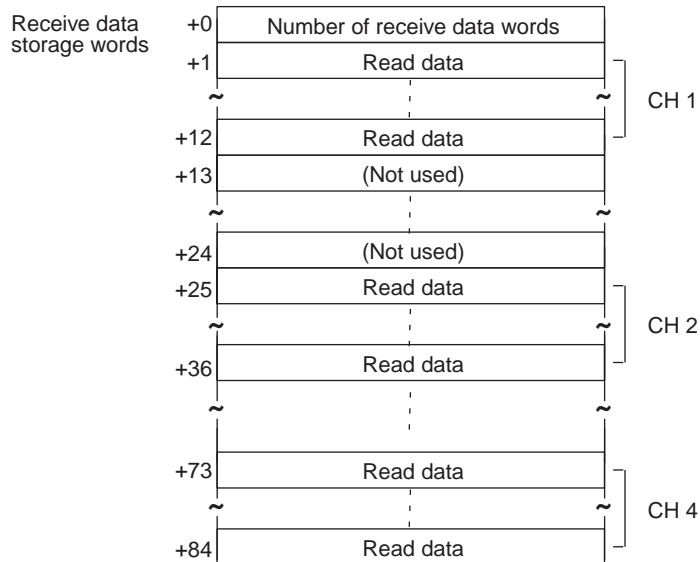 Receive data
storage words
+0 Number of receive data words
+1 Read data
CH 1
+12 Read data
+13 (Not used)
+24 (Not used)
+25 Read data
CH 2
+36 Read data
+73 Read data
CH 4
+84 Read data